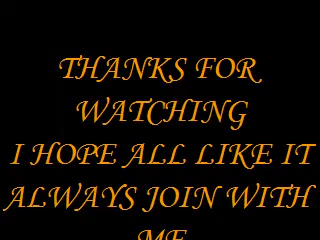 THANKS FOR
WATCHING
I HOPE ALL LIKE IT
ALWAYS JOIN WITH
ME